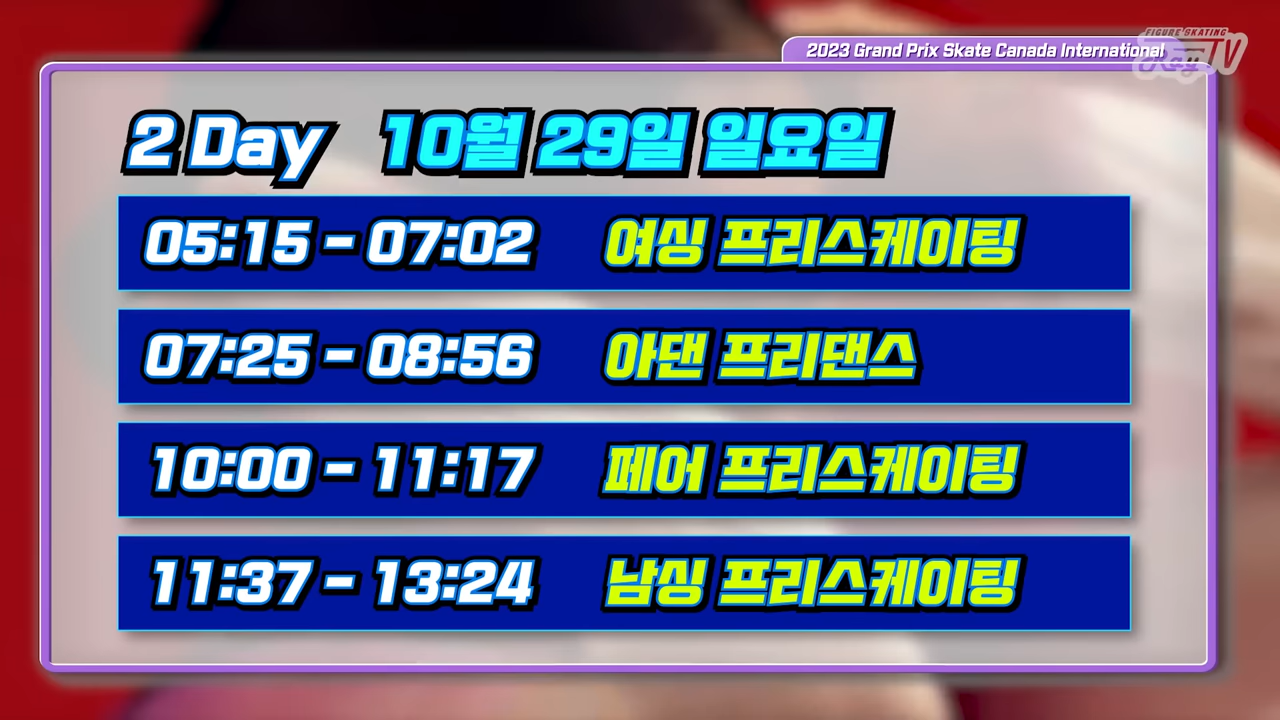 2023 Grand Prix Skate Canada International
FIGURE SKATING
Ray TV
2 Day 10월 29일 일요일
05:15 - 07:02 여싱 프리스케이팅
07:25 - 08:56 아댄 프리댄스
10:00 - 11:17 페어 프리스케이팅
11:37 - 13:24 남싱 프리스케이팅